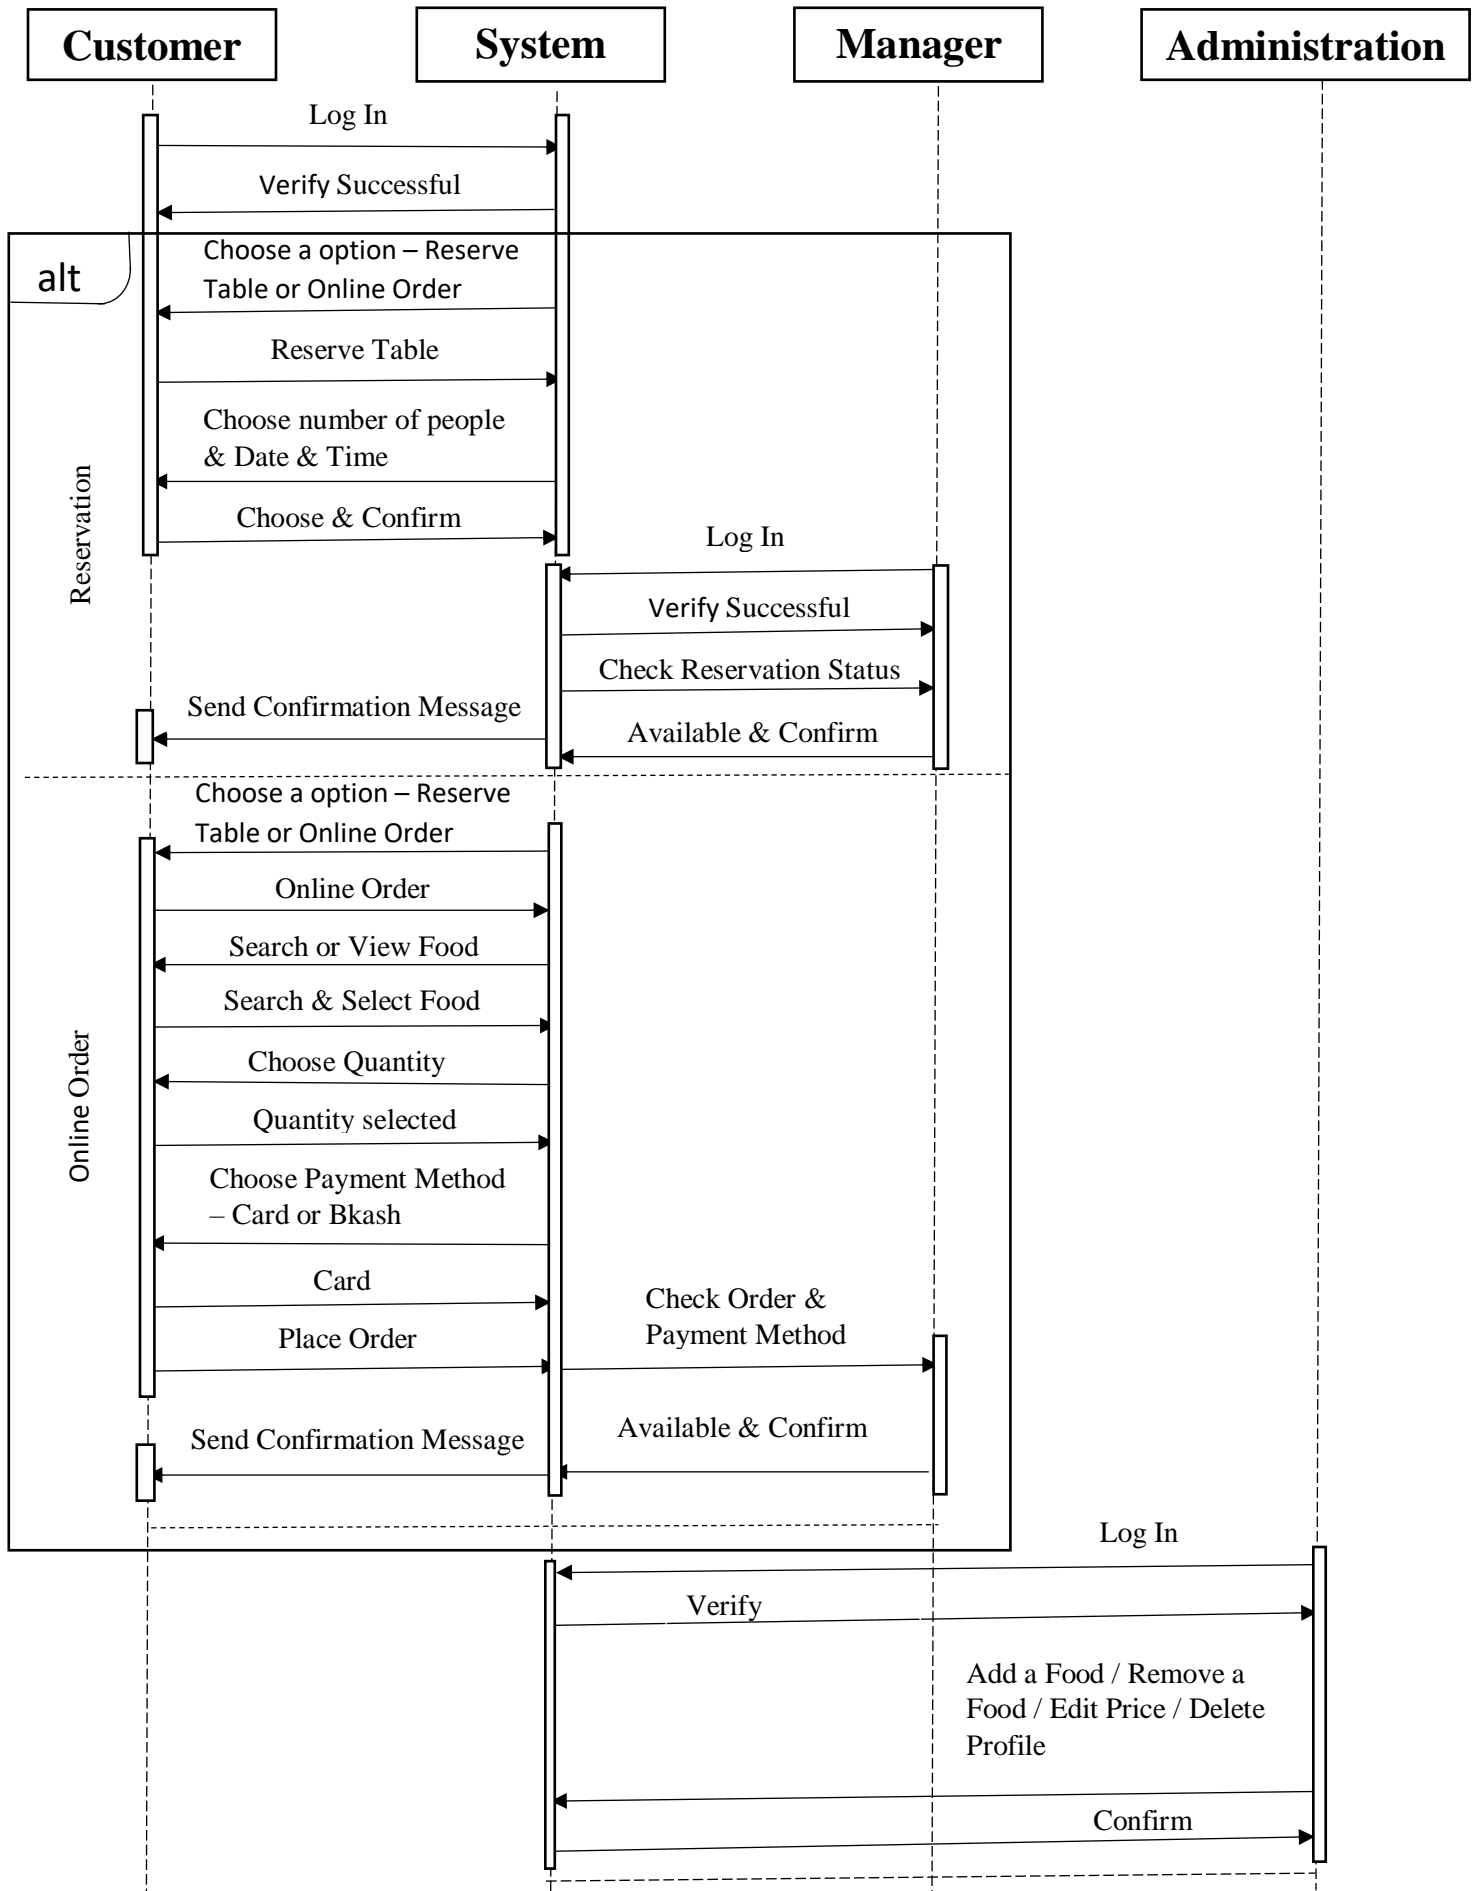 Customer
System
Manager
Administration
Log In
Verify Successful
alt
Choose a option – Reserve
Table or Online Order
Reserve Table
Choose number of people
& Date & Time
Choose & Confirm
Reservation
Log In
Verify Successful
Check Reservation Status
Send Confirmation Message
Available & Confirm
Choose a option – Reserve
Table or Online Order
Online Order
Search or View Food
Search & Select Food
Online Order
Choose Quantity
Quantity selected
Choose Payment Method
– Card or Bkash
Card
Check Order &
Payment Method
Place Order
Available & Confirm
Send Confirmation Message
Log In
Verify
Add a Food / Remove a
Food / Edit Price / Delete
Profile
Confirm